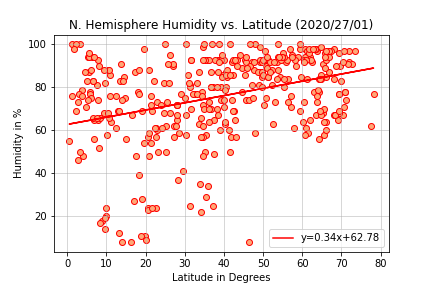 N. Hemisphere Humidity vs. Latitude (2020/27/01)
100
80
60
40
20
Humidity in %
y=0.34x+62.78
0 10 20 30 40 50 60 70 80
Latitude in Degrees